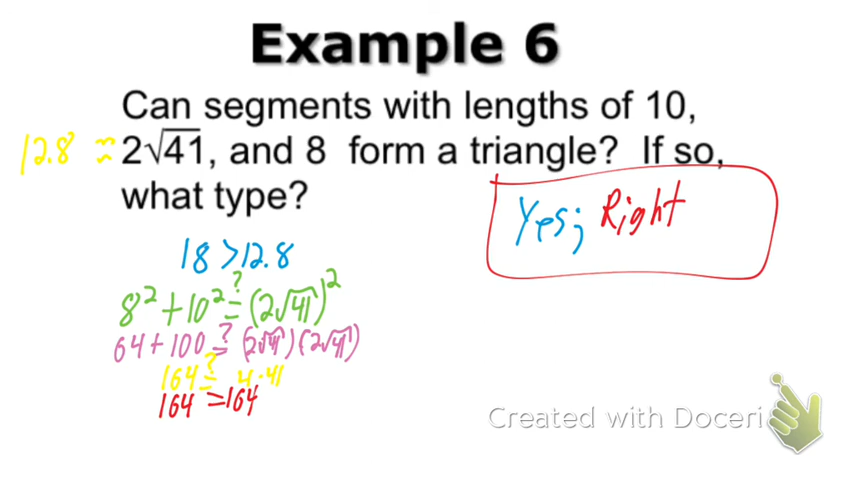 Example 6
Can segments with lengths of 10,
12.8 ≈ 2√41, and 8 form a triangle? If so,
what type?
Yes; Right
18 > 12.8
8² + 10² ≟ (2√41)²
64 + 100 ≟ (2√41)(2√41)
164 ≟ 4·41
164 = 164
Created with Doceri